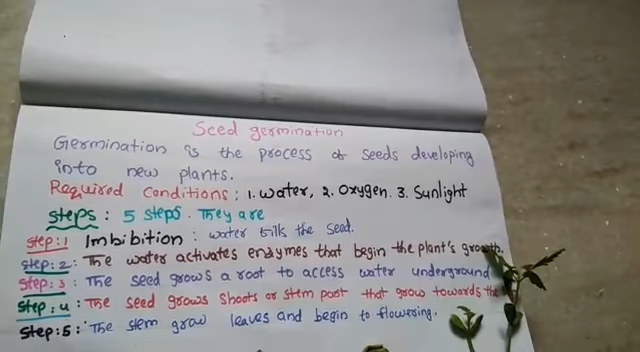 Seed germination
Germination is the process of seeds developing
into new plants.
Required Conditions : 1. water, 2. Oxygen. 3. Sunlight
steps : 5 steps. They are
step:1 Imbibition : water fills the seed.
step:2: The water activates enzymes that begin the plant's growth.
step:3 : The seed grows a root to access water underground
step:4 : The seed grows shoots or stem part that grow towards the
step:5: The stem grow leaves and begin to flowering.